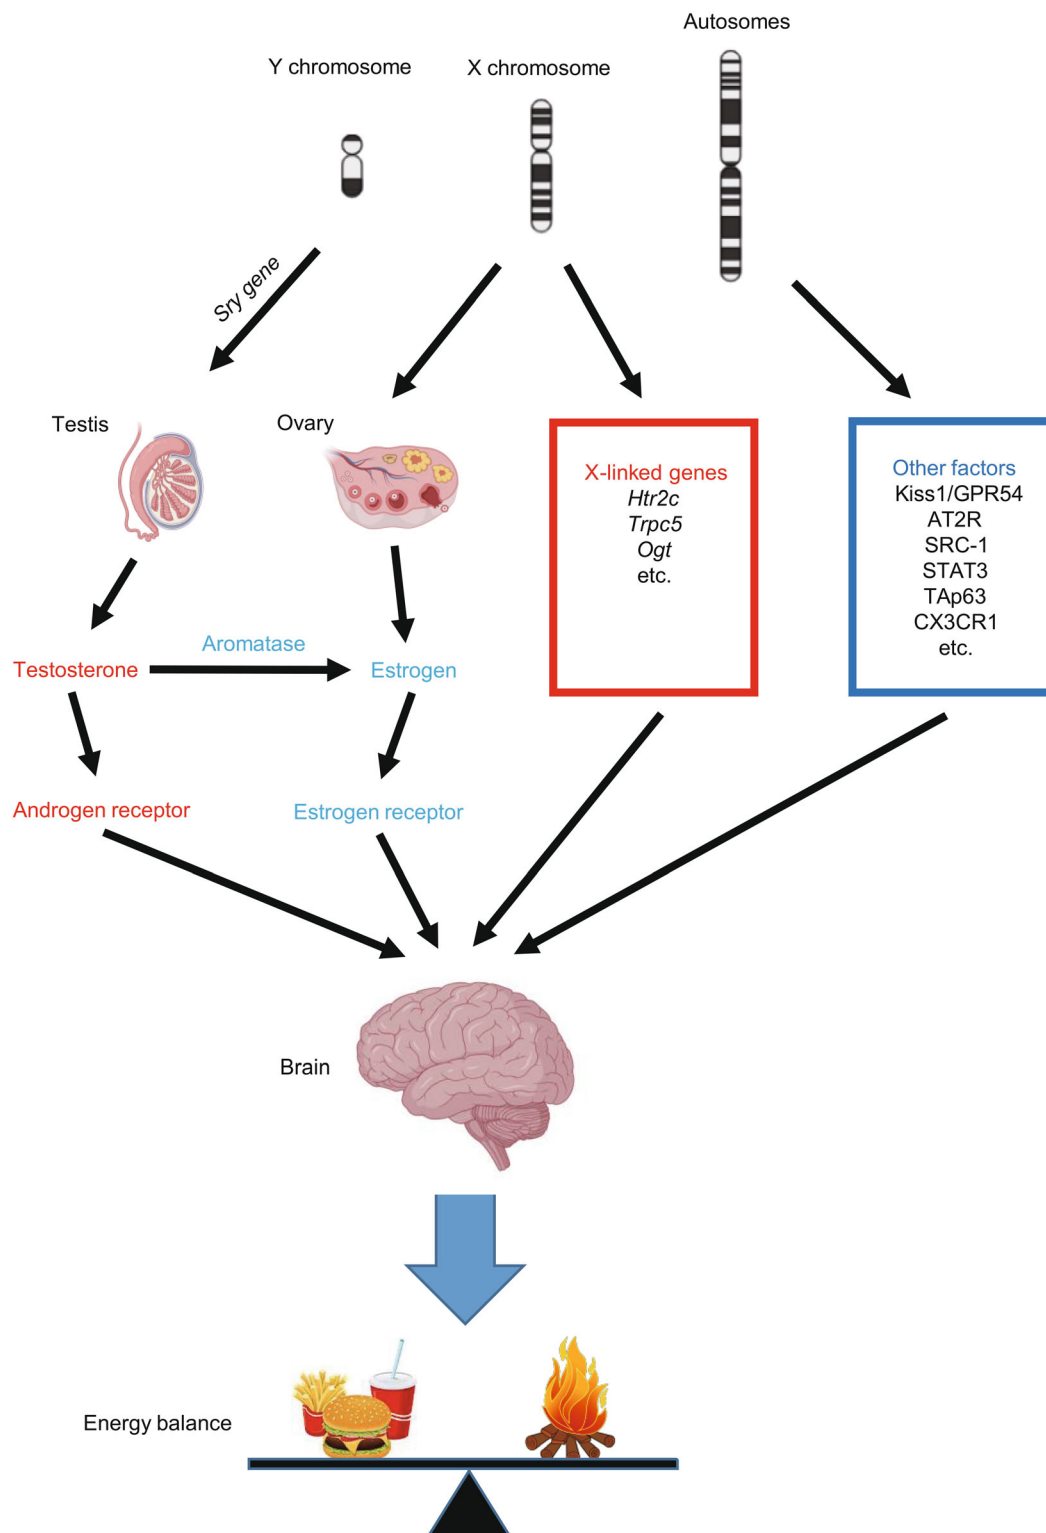 Autosomes
Y chromosome
X chromosome
Sry gene
Testis
Ovary
X-linked genes
Htr2c
Trpc5
Ogt
etc.
Other factors
Kiss1/GPR54
AT2R
SRC-1
STAT3
TAp63
CX3CR1
etc.
Aromatase
Testosterone
Estrogen
Androgen receptor
Estrogen receptor
Brain
Energy balance